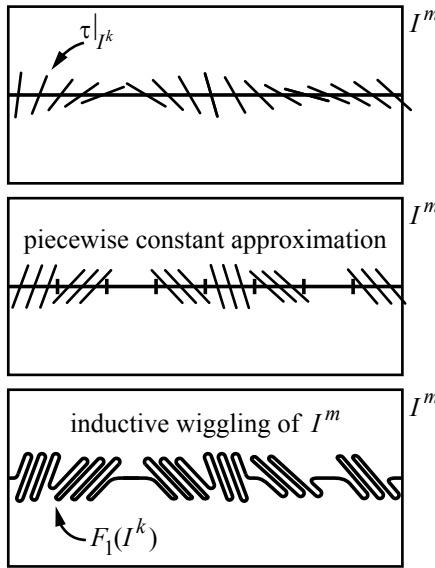 τ|_{I^k}
I^m
piecewise constant approximation
I^m
inductive wiggling of I^m
I^m
F_1(I^k)